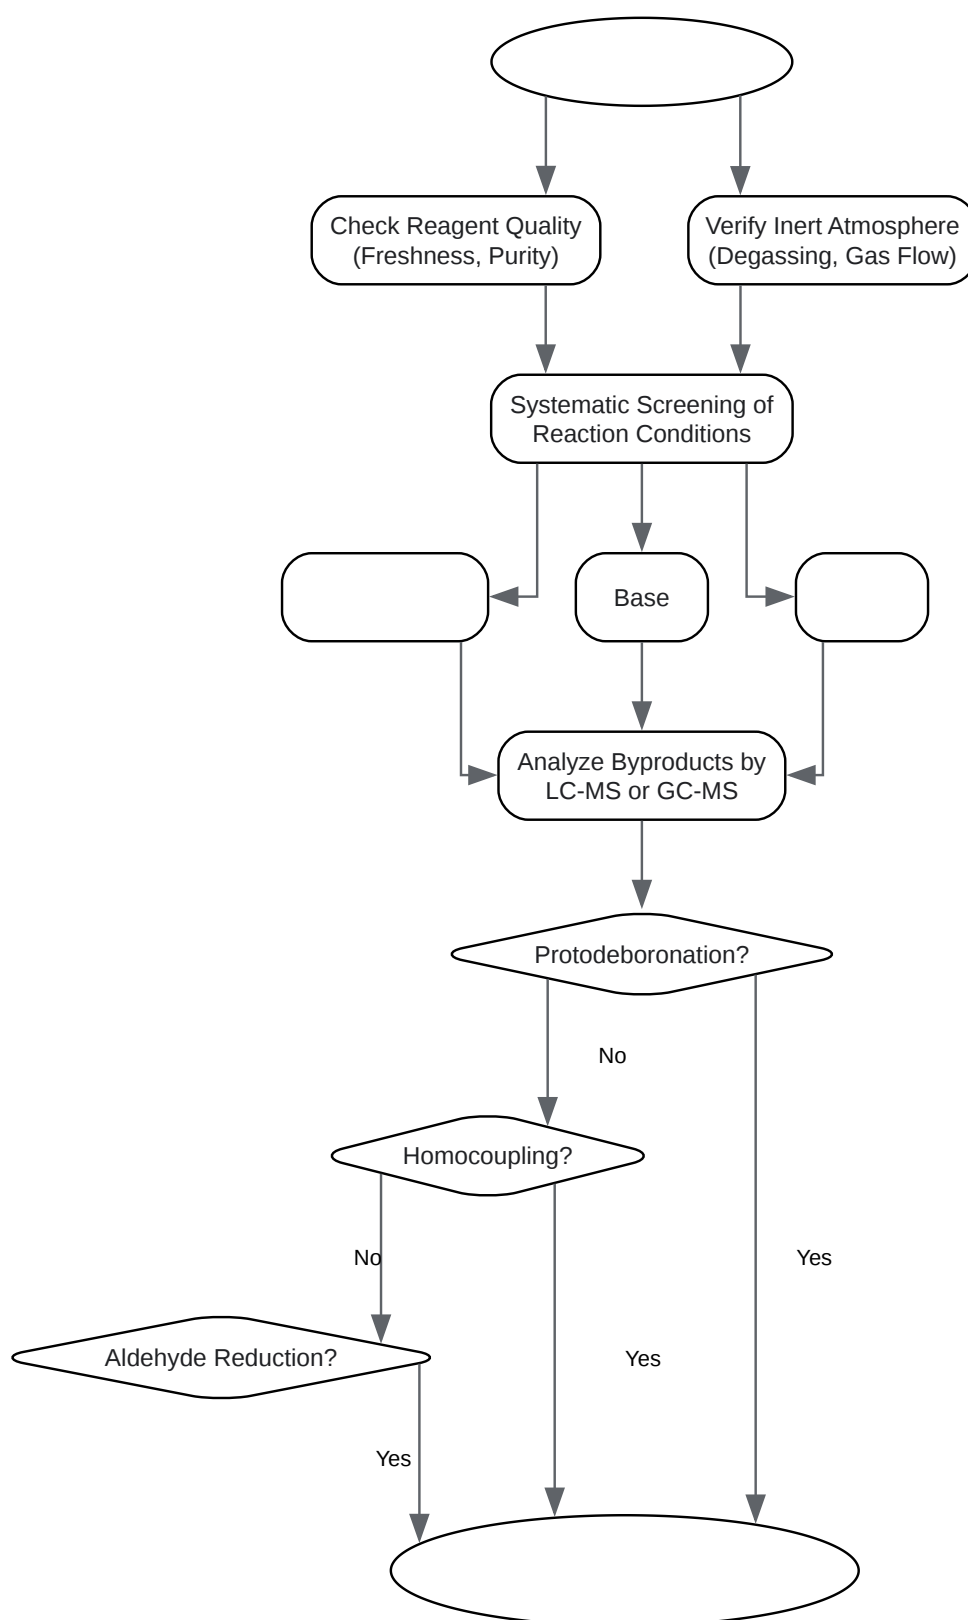 Check Reagent Quality
(Freshness, Purity)
Verify Inert Atmosphere
(Degassing, Gas Flow)
Systematic Screening of
Reaction Conditions
Base
Analyze Byproducts by
LC-MS or GC-MS
Protodeboronation?
No
Homocoupling?
No
Yes
Aldehyde Reduction?
Yes
Yes